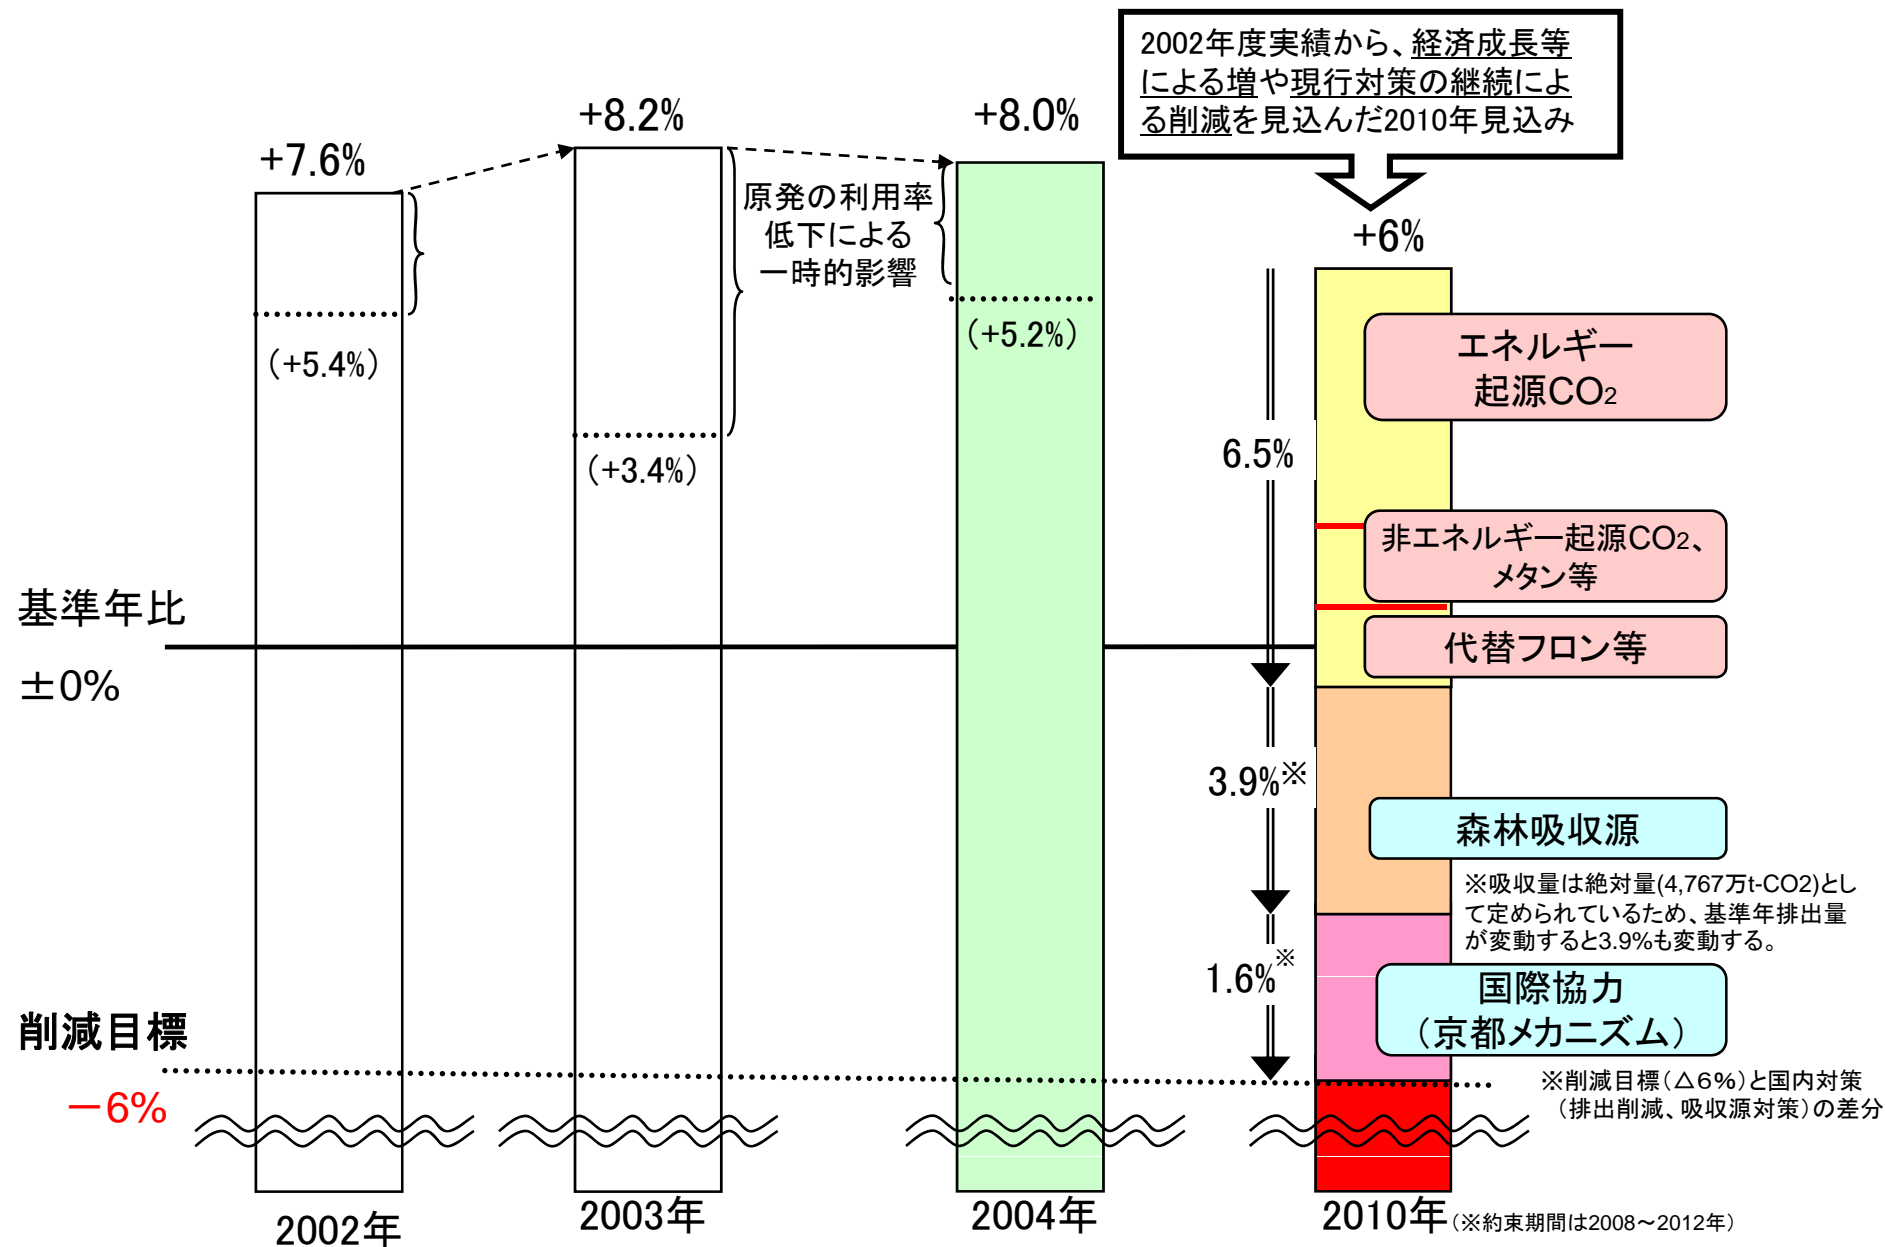 2002年度実績から、経済成長等
による増や現行対策の継続によ
る削減を見込んだ2010年見込み
+7.6%
+8.2%
+8.0%
+6%
原発の利用率
低下による
一時的影響
(+5.4%)
(+3.4%)
(+5.2%)
エネルギー
起源CO2
6.5%
非エネルギー起源CO2、
メタン等
代替フロン等
基準年比
±0%
3.9%※
森林吸収源
※吸収量は絶対量(4,767万t-CO2)とし
て定められているため、基準年排出量
が変動すると3.9%も変動する。
1.6%※
国際協力
(京都メカニズム)
削減目標
-6%
※削減目標(△6%)と国内対策
(排出削減、吸収源対策)の差分
2002年
2003年
2004年
2010年(※約束期間は2008~2012年)